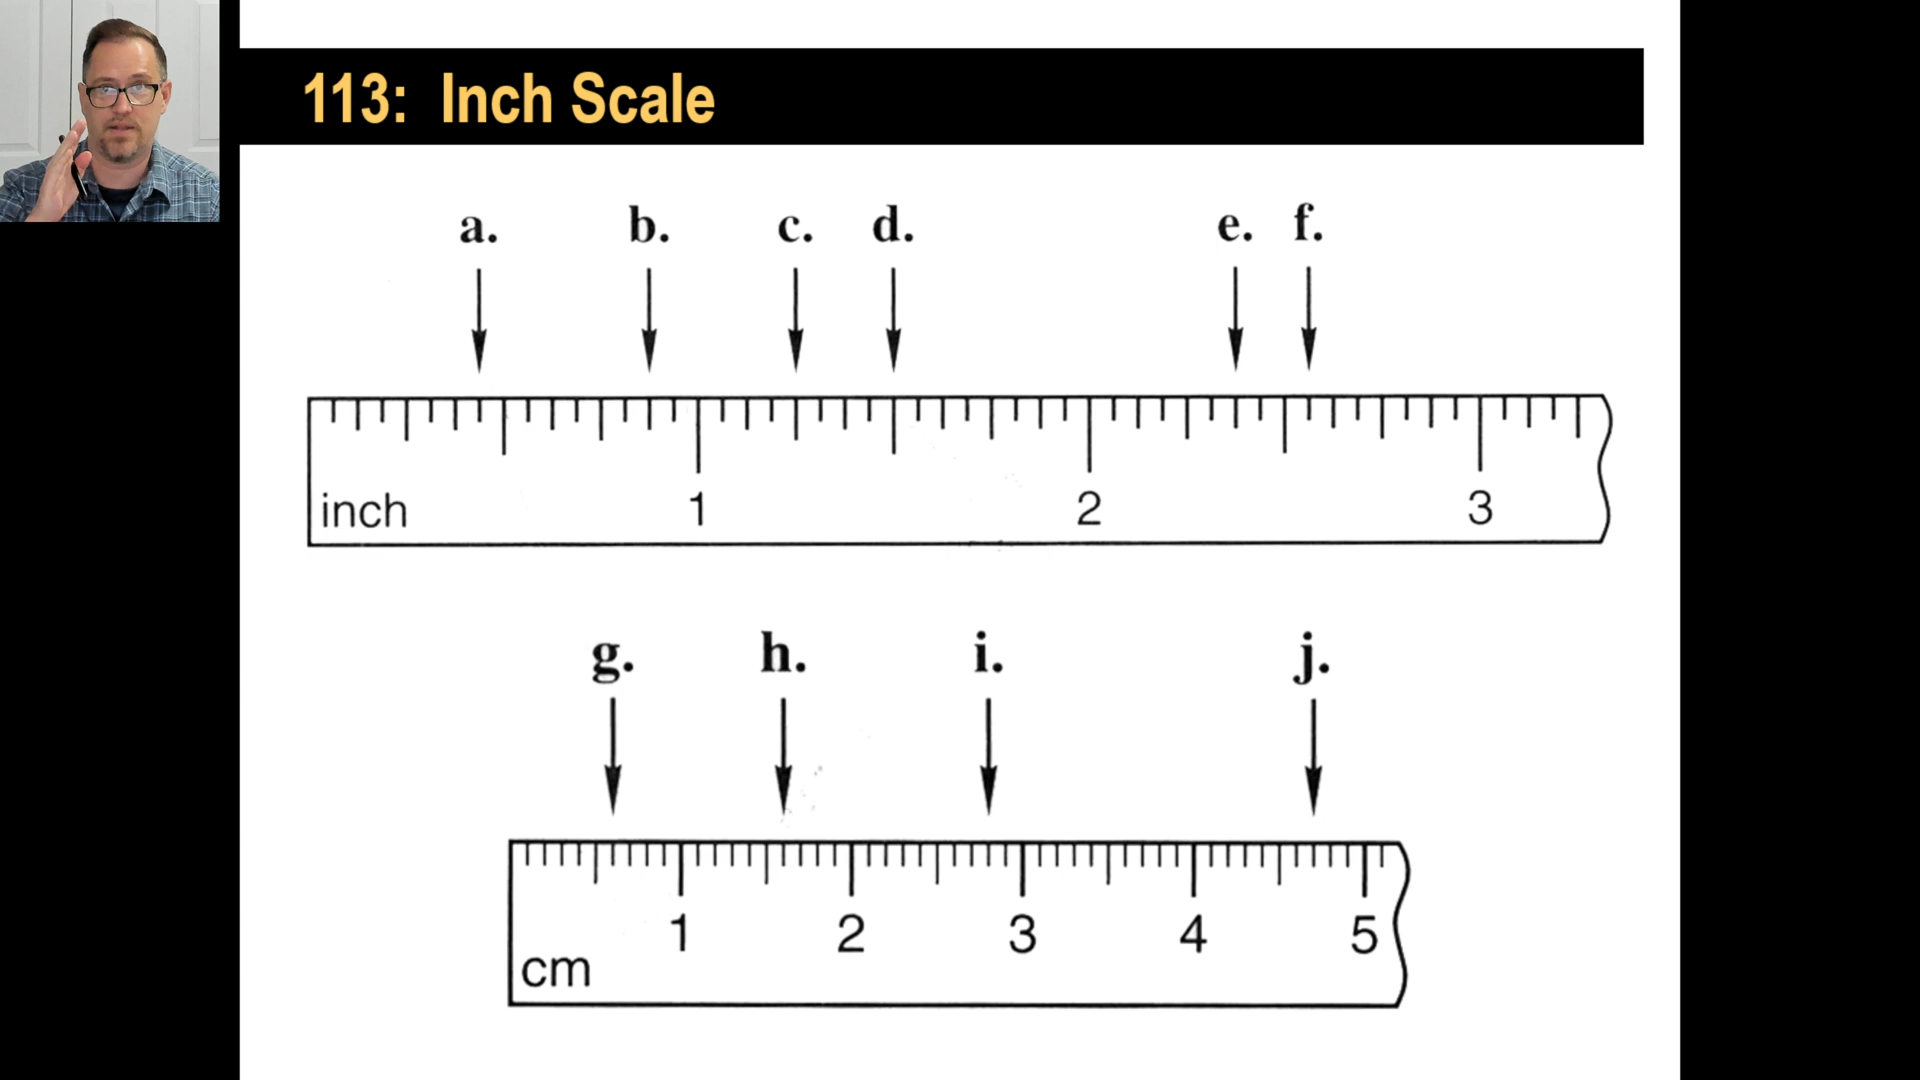 113: Inch Scale
a. b. c. d. e. f.
inch 1 2 3
g. h. i. j.
1 2 3 4 5
cm